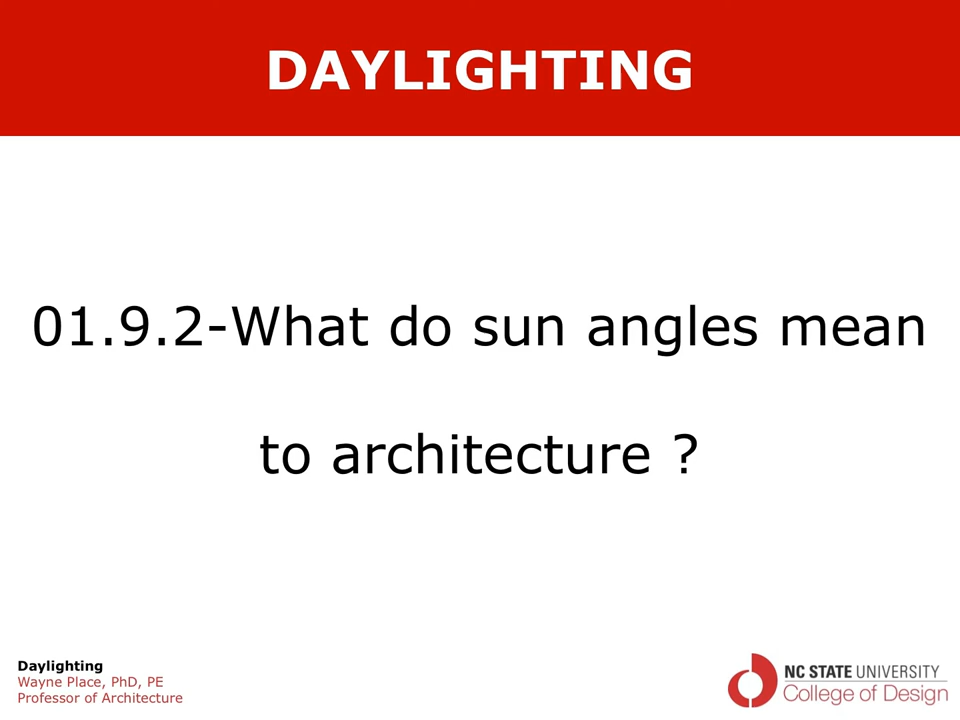 DAYLIGHTING
01.9.2-What do sun angles mean
to architecture ?
Daylighting
Wayne Place, PhD, PE
Professor of Architecture
NC STATE UNIVERSITY
College of Design